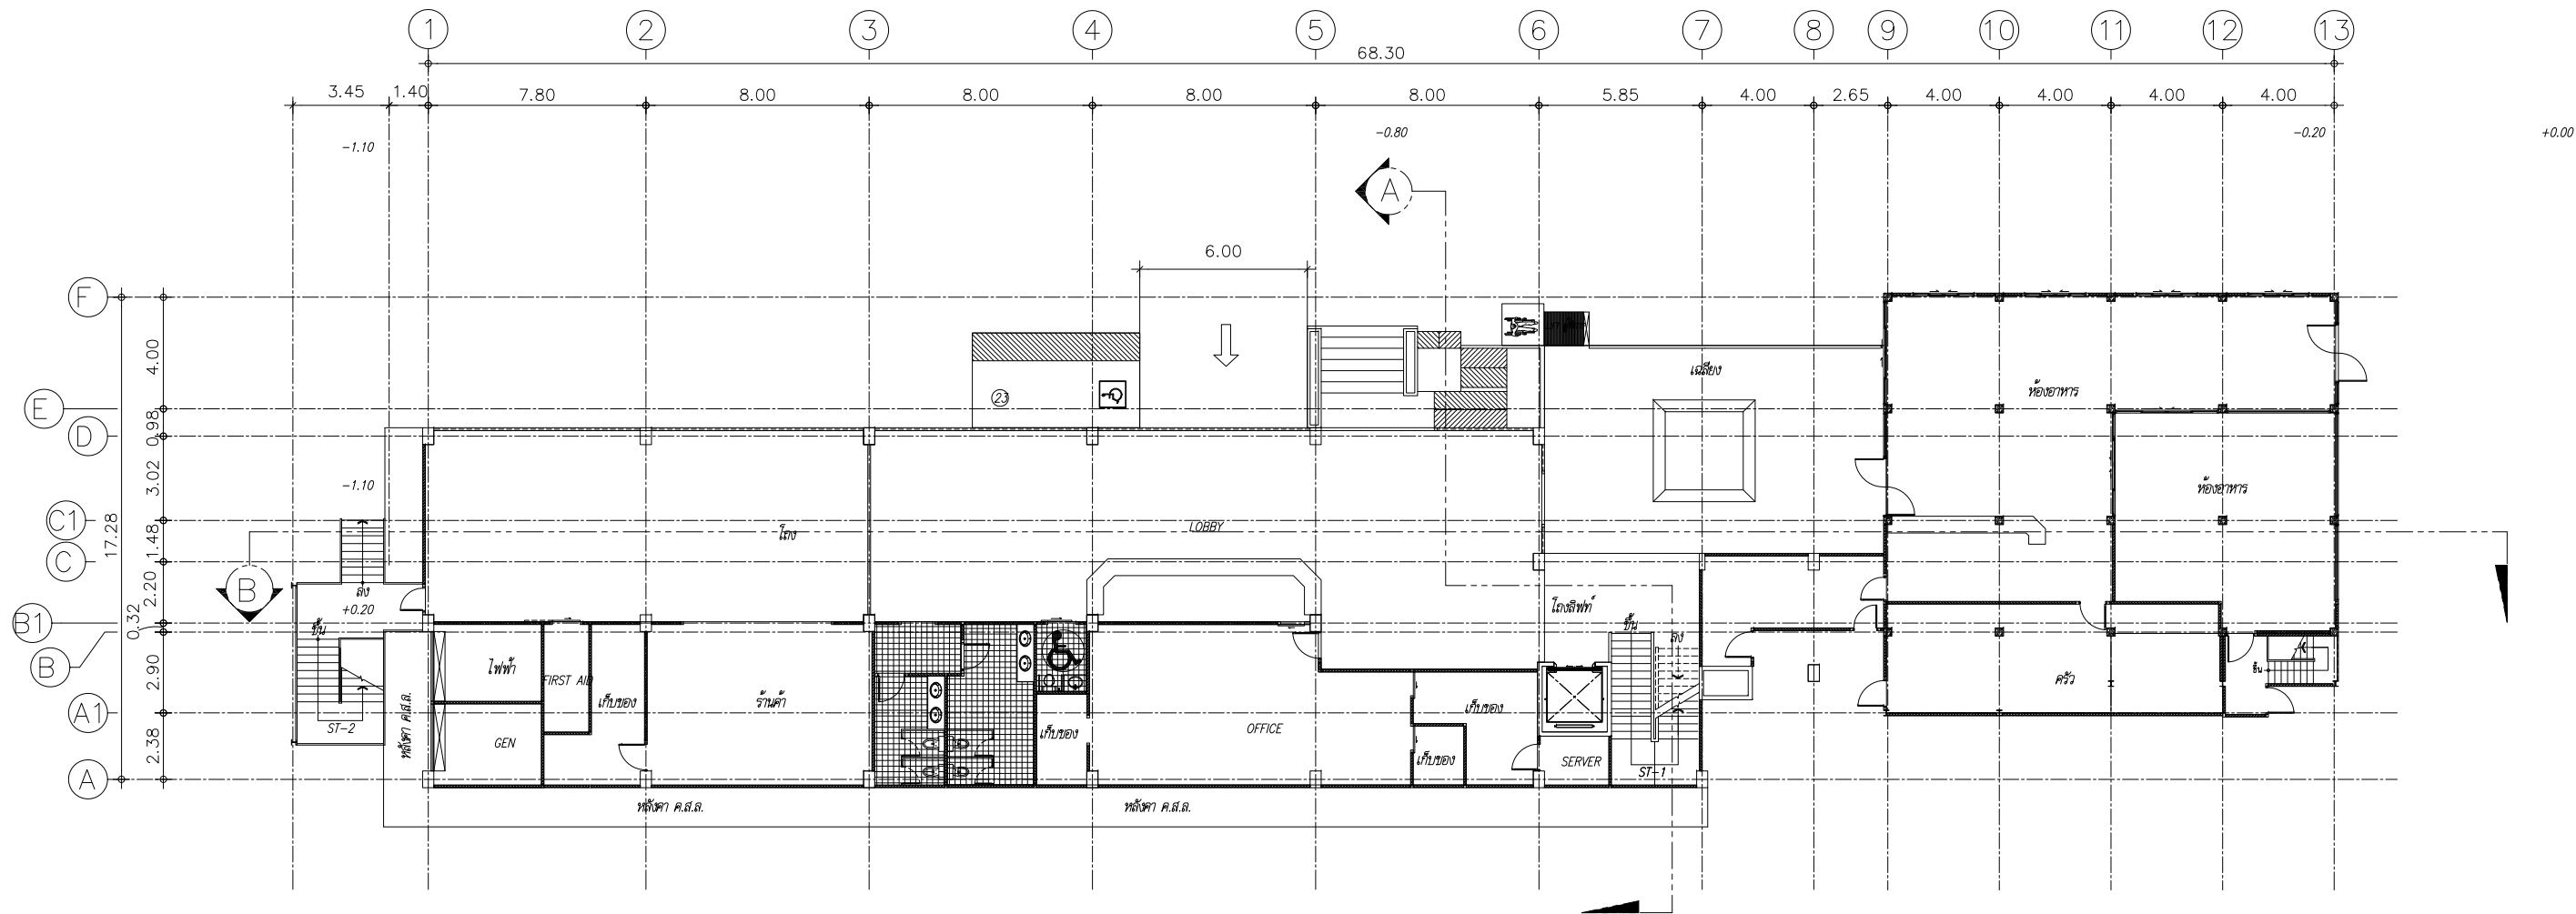 1 2 3 4 5 6 7 8 9 10 11 12 13
68.30
3.45 1.40 7.80 8.00 8.00 8.00 8.00 5.85 4.00 2.65 4.00 4.00 4.00 4.00
-1.10 -0.80 -0.20 +0.00
A
6.00
F
4.00
เฉลียง
ห้องอาหาร
23
E
0.98
D
3.02
-1.10
ห้องอาหาร
C1
17.28
1.48
โถง
LOBBY
C
2.20
B
ลง
+0.20
โถงลิฟท์
B1
0.32
ขึ้น
ขึ้น
ลง
B
2.90
ไฟฟ้า
FIRST AID
เก็บของ
ร้านค้า
เก็บของ
ขึ้น
ครัว
A1
2.38
ST-2
หลังคา ค.ส.ล.
GEN
เก็บของ
OFFICE
เก็บของ
SERVER
ST-1
A
หลังคา ค.ส.ล.
หลังคา ค.ส.ล.